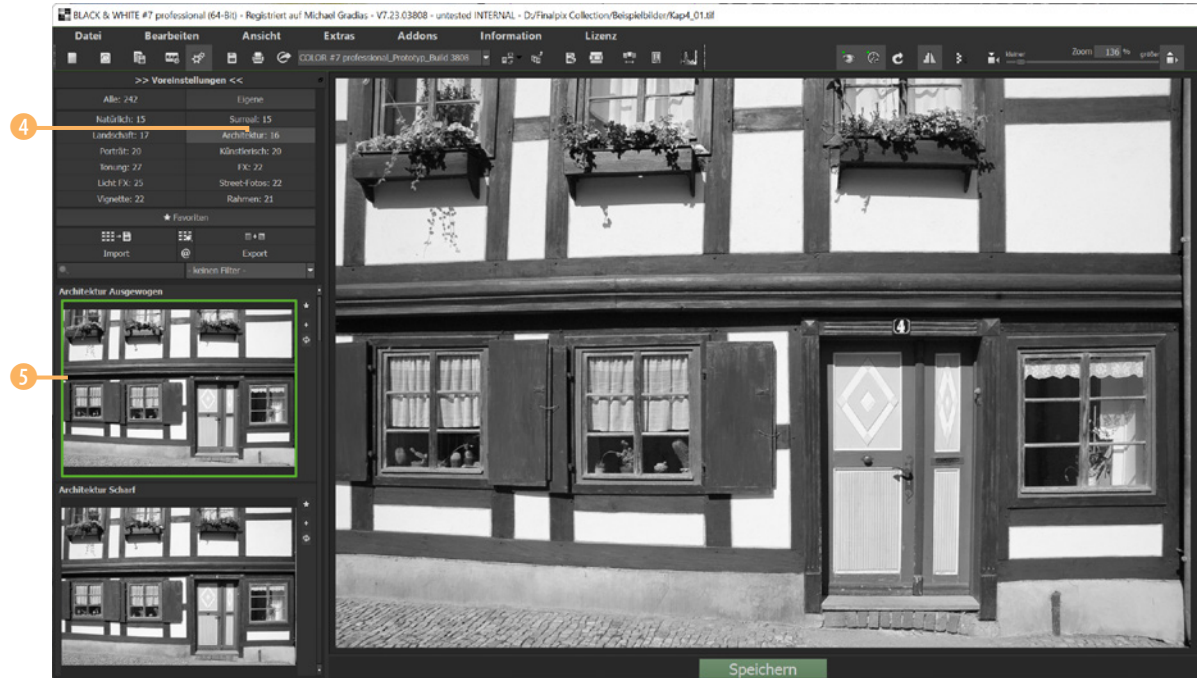 BLACK & WHITE #7 professional (64-Bit) - Registriert auf Michael Gradias - V7.23.03808 - untested INTERNAL - D:/Finalpix Collection/Beispielbilder/Kap4_01.tif
Datei Bearbeiten Ansicht Extras Addons Information Lizenz
COLOR #7 professional_Prototyp_Build 3808 kleiner Zoom 136 % größer
>> Voreinstellungen <<
Alle: 242 Eigene
Natürlich: 15 Surreal: 15
4
Landschaft: 17 Architektur: 16
Porträt: 20 Künstlerisch: 20
Tonung: 27 FX: 22
Licht FX: 25 Street-Fotos: 22
Vignette: 22 Rahmen: 21
★ Favoriten
Import @ Export
- keinen Filter -
Architektur Ausgewogen
4
5
Architektur Scharf
Speichern